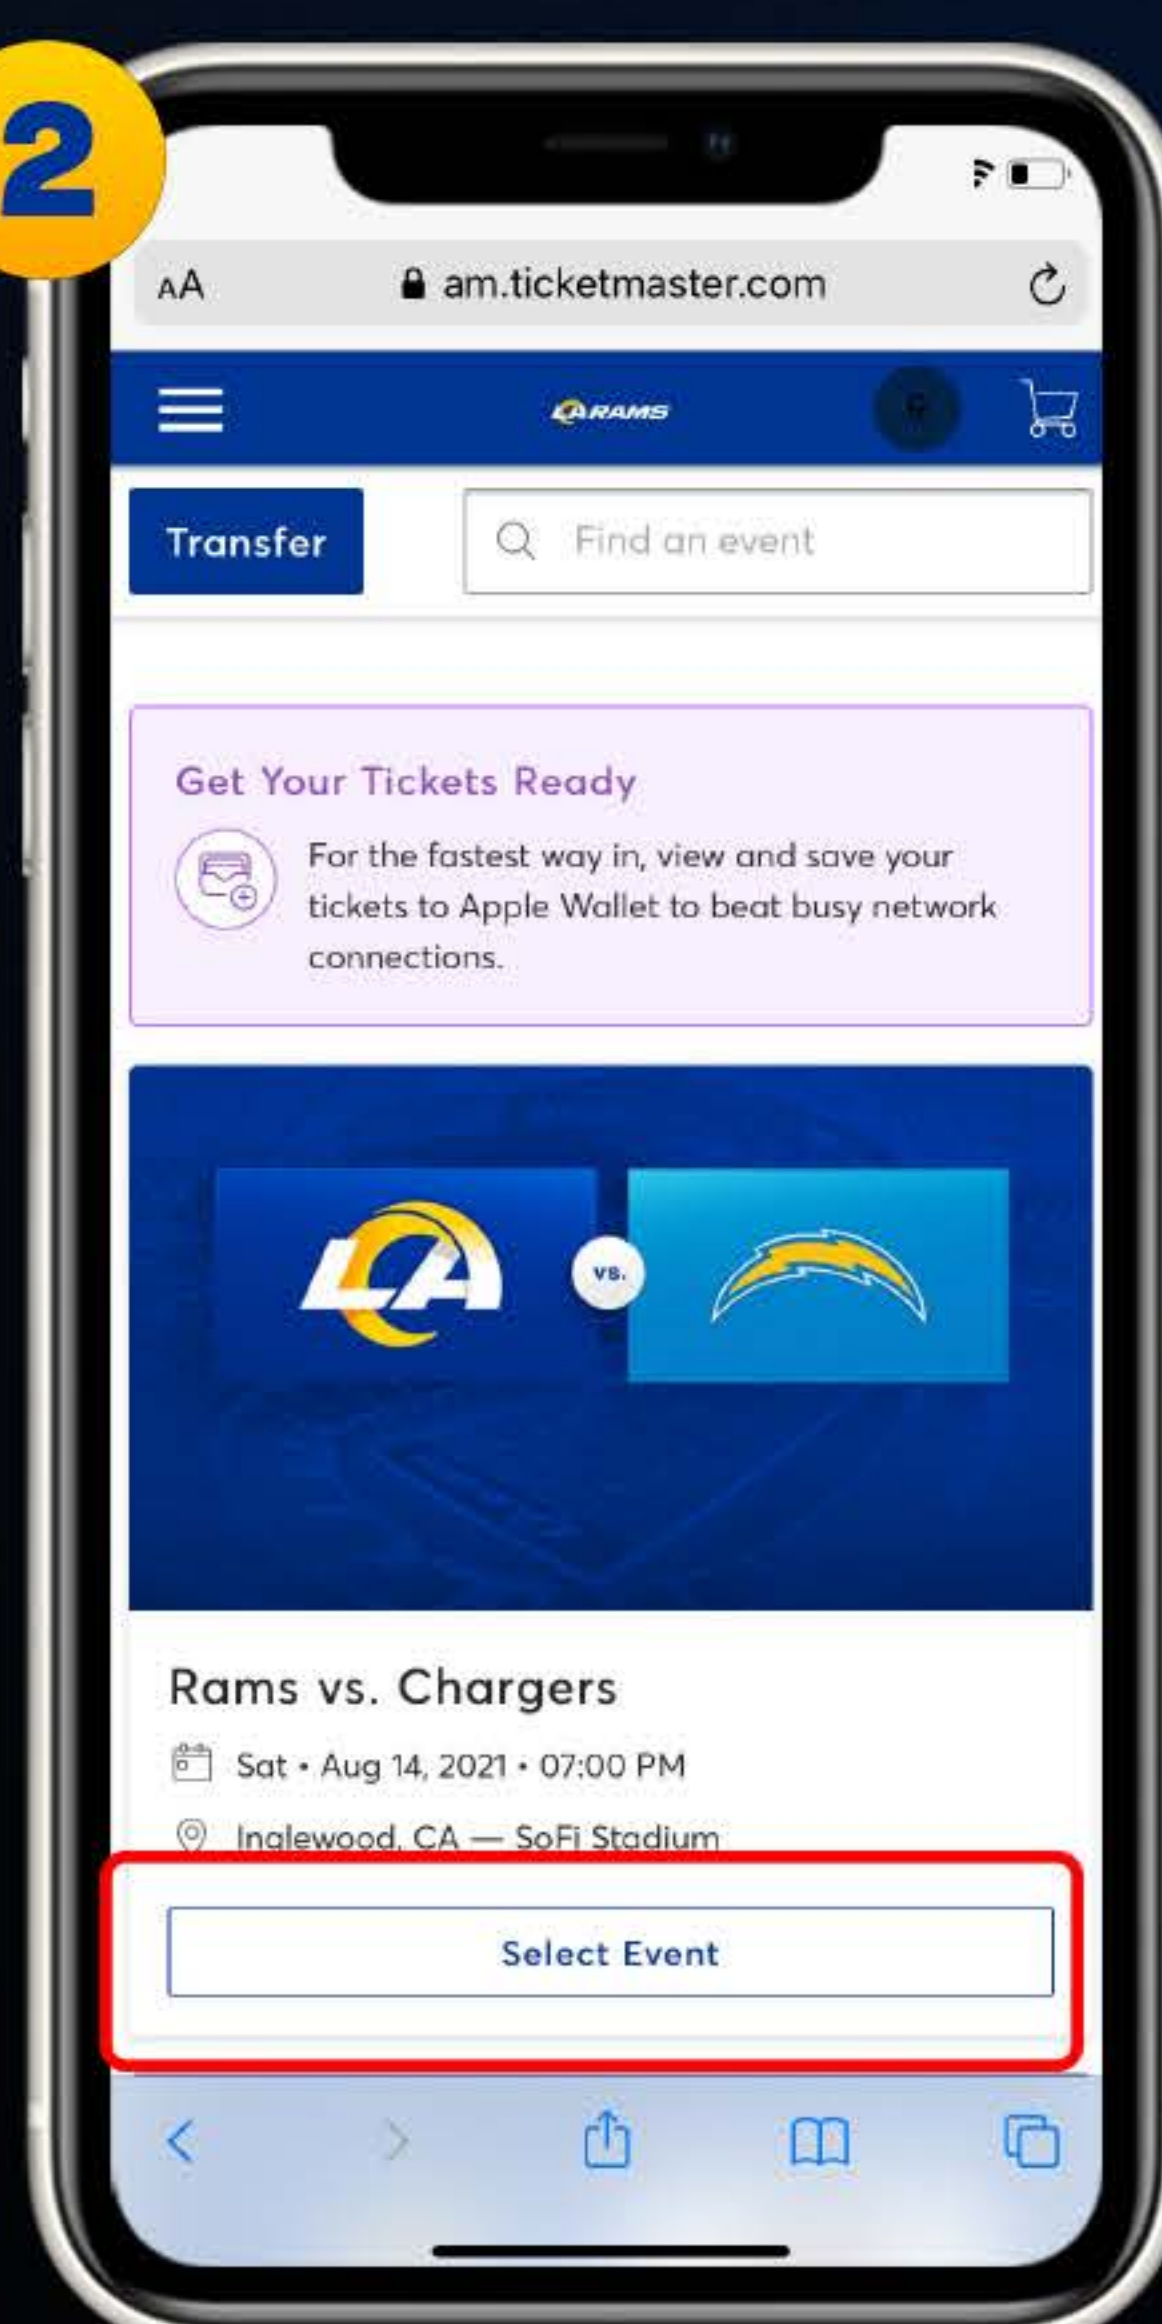 2
AA am.ticketmaster.com
LA RAMS
Transfer Find an event
Get Your Tickets Ready
For the fastest way in, view and save your
tickets to Apple Wallet to beat busy network
connections.
LA vs.
Rams vs. Chargers
Sat • Aug 14, 2021 • 07:00 PM
Inglewood, CA — SoFi Stadium
Select Event